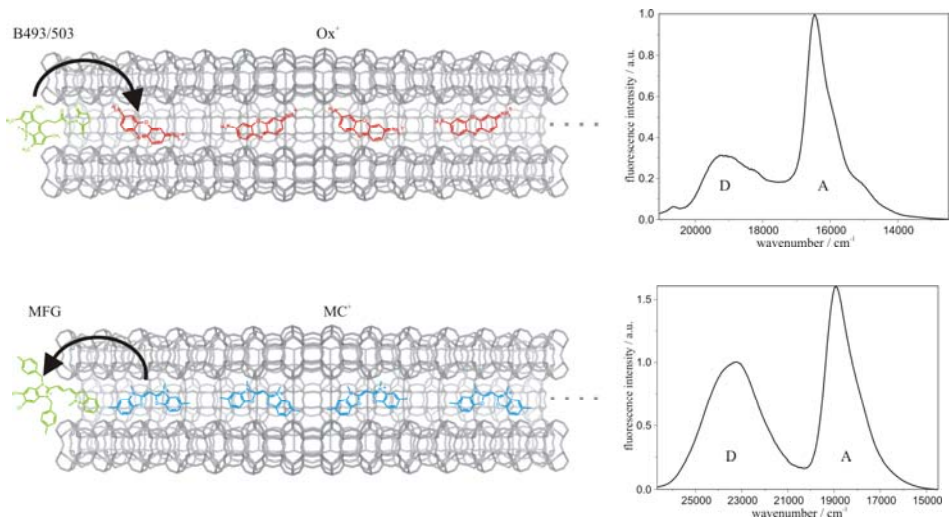 B493/503
Ox⁺
fluorescence intensity / a.u.
1.0
0.8
0.6
0.4
0.2
0.0
D
A
20000 18000 16000 14000
wavenumber / cm⁻¹
MFG
MC⁺
fluorescence intensity / a.u.
1.5
1.0
0.5
0.0
D
A
25000 23000 21000 19000 17000 15000
wavenumber / cm⁻¹